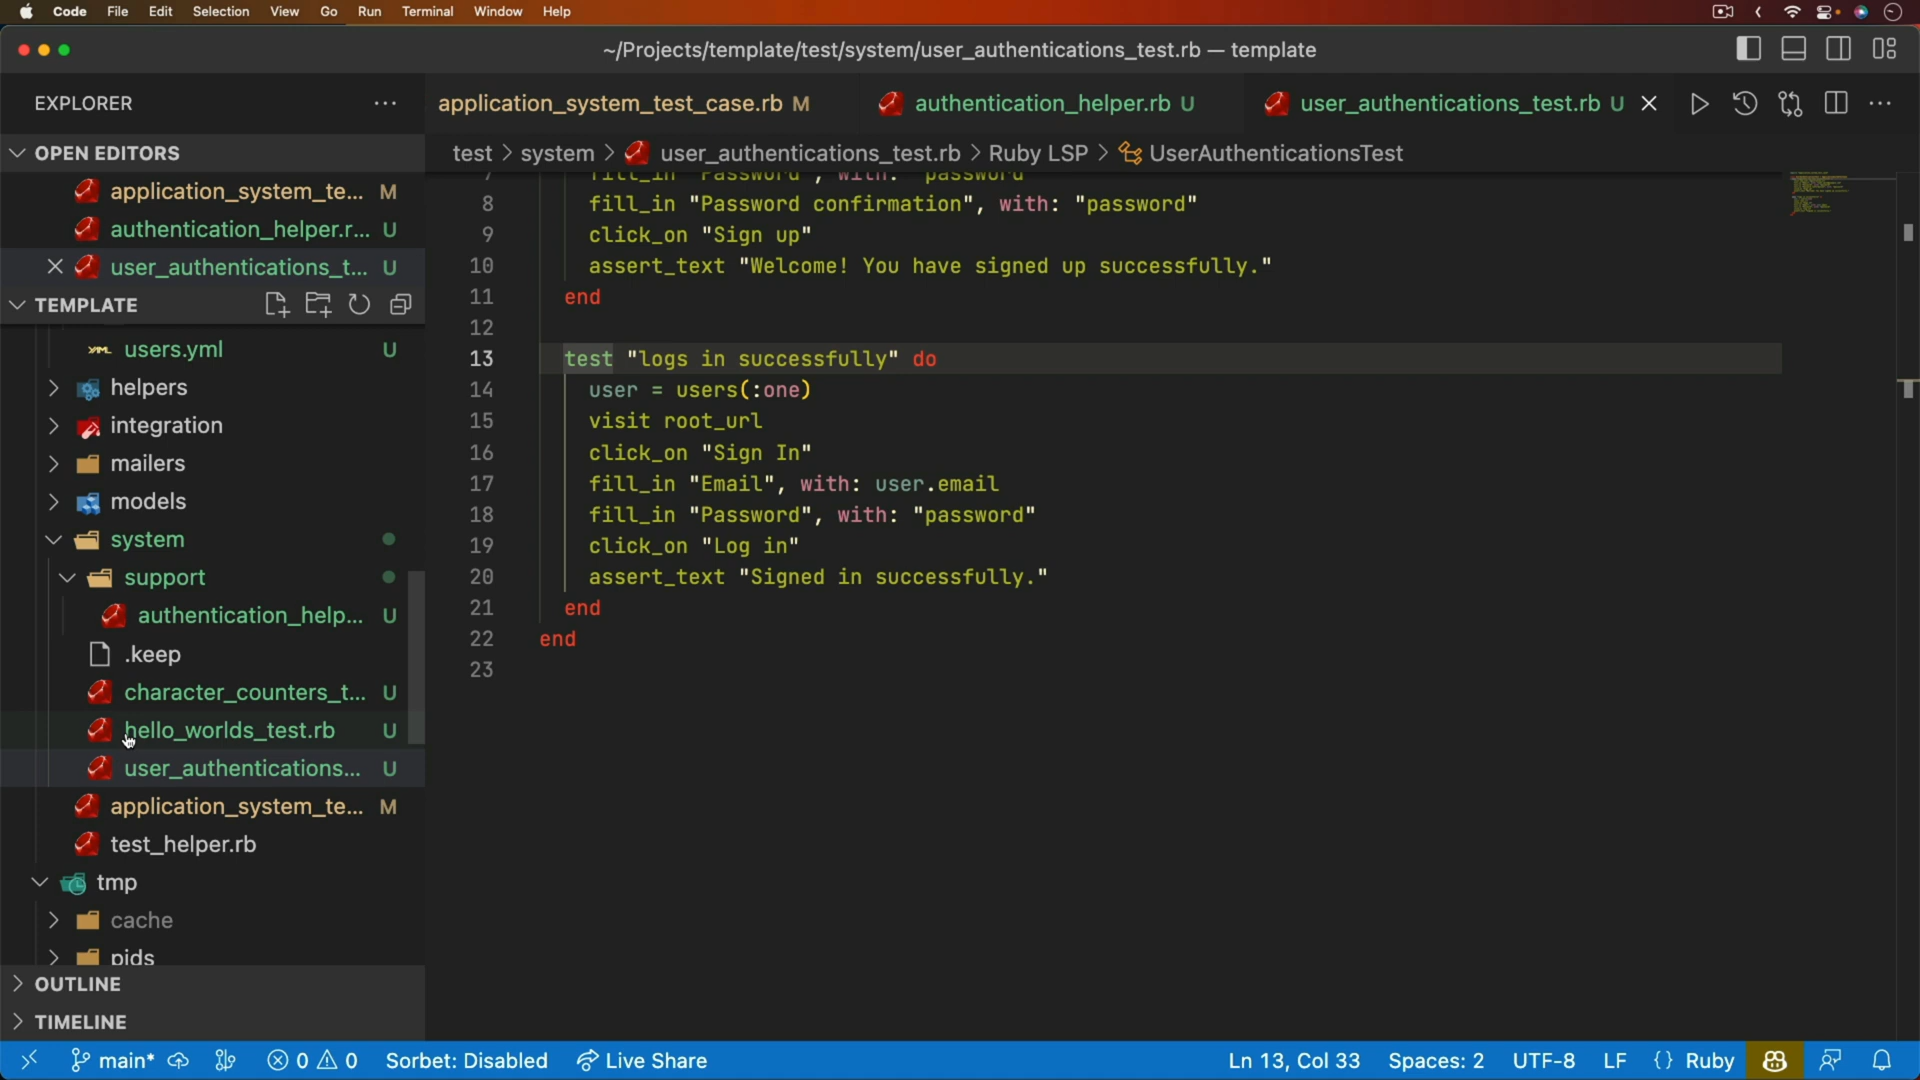 Code File Edit Selection View Go Run Terminal Window Help
~/Projects/template/test/system/user_authentications_test.rb — template
EXPLORER
application_system_test_case.rb M
authentication_helper.rb U
user_authentications_test.rb U
OPEN EDITORS
test > system > user_authentications_test.rb > Ruby LSP > UserAuthenticationsTest
application_system_te... M
authentication_helper.r... U
user_authentications_t... U
TEMPLATE
users.yml U
helpers
integration
mailers
models
system
support
authentication_help... U
.keep
character_counters_t... U
hello_worlds_test.rb U
user_authentications... U
application_system_te... M
test_helper.rb
tmp
cache
pids
OUTLINE
TIMELINE
7 fill_in "Password", with: "password"
8 fill_in "Password confirmation", with: "password"
9 click_on "Sign up"
10 assert_text "Welcome! You have signed up successfully."
11 end
12
13 test "logs in successfully" do
14 user = users(:one)
15 visit root_url
16 click_on "Sign In"
17 fill_in "Email", with: user.email
18 fill_in "Password", with: "password"
19 click_on "Log in"
20 assert_text "Signed in successfully."
21 end
22 end
23
main* 0 0 Sorbet: Disabled Live Share Ln 13, Col 33 Spaces: 2 UTF-8 LF {} Ruby